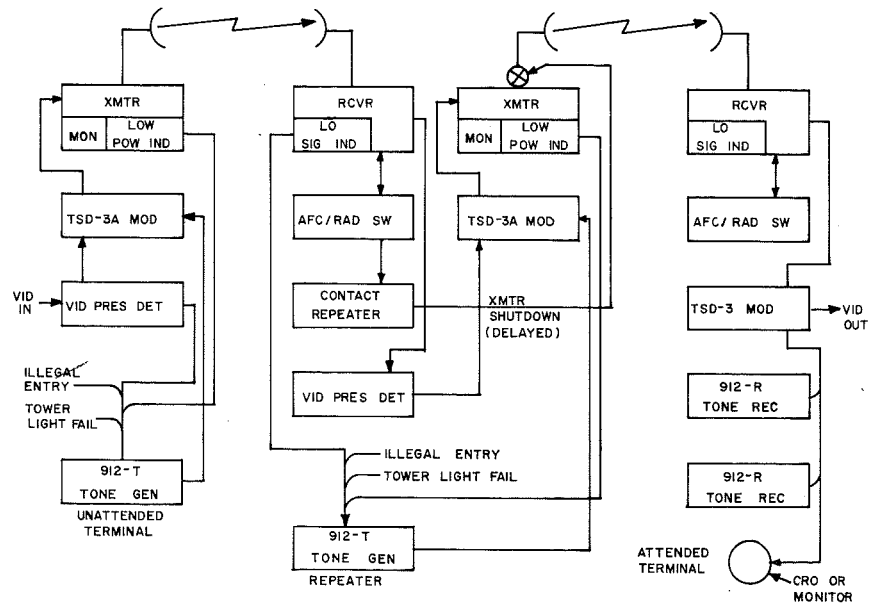 XMTR
MON
LOW
POW IND
TSD-3A MOD
VID
IN
VID PRES DET
ILLEGAL
ENTRY
TOWER
LIGHT FAIL
912-T
TONE GEN
UNATTENDED
TERMINAL
RCVR
LO
SIG IND
AFC/RAD SW
CONTACT
REPEATER
VID PRES DET
ILLEGAL ENTRY
TOWER LIGHT FAIL
912-T
TONE GEN
REPEATER
XMTR
MON
LOW
POW IND
TSD-3A MOD
XMTR
SHUTDOWN
(DELAYED)
RCVR
LO
SIG IND
AFC/RAD SW
TSD-3 MOD
VID
OUT
912-R
TONE REC
912-R
TONE REC
ATTENDED
TERMINAL
CRO OR
MONITOR